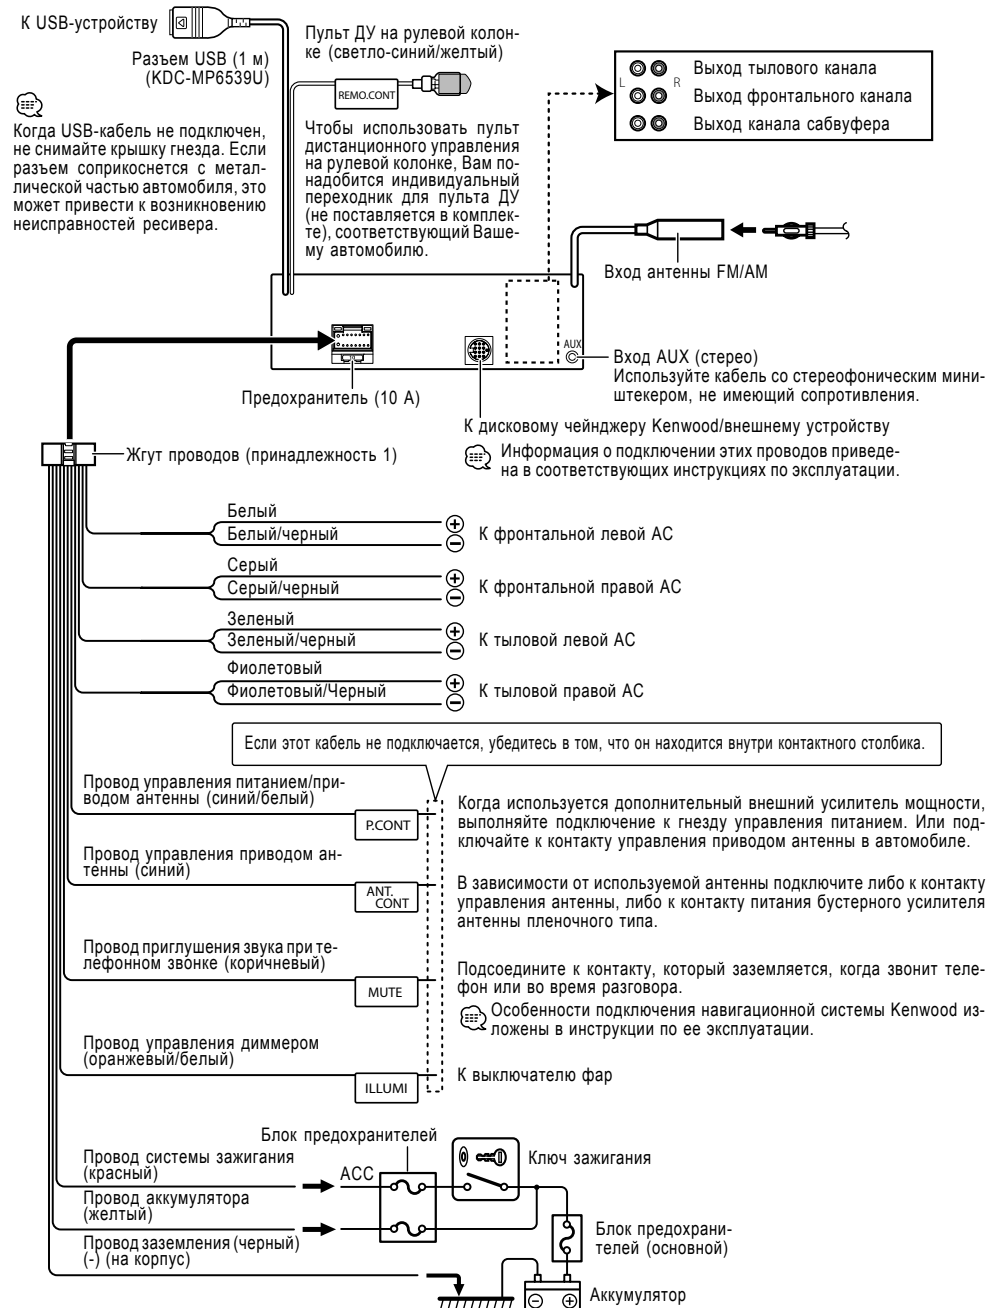 К USB-устройству
Разъем USB (1 м)
(KDC-MP6539U)
Когда USB-кабель не подключен,
не снимайте крышку гнезда. Если
разъем соприкоснется с метал-
лической частью автомобиля, это
может привести к возникновению
неисправностей ресивера.
Пульт ДУ на рулевой колон-
ке (светло-синий/желтый)
REMO.CONT
Чтобы использовать пульт
дистанционного управления
на рулевой колонке, Вам по-
надобится индивидуальный
переходник для пульта ДУ
(не поставляется в комплек-
те), соответствующий Ваше-
му автомобилю.
L
R
Выход тылового канала
Выход фронтального канала
Выход канала сабвуфера
Вход антенны FM/AM
AUX
Вход AUX (стерео)
Используйте кабель со стереофоническим мини-
штекером, не имеющий сопротивления.
Предохранитель (10 А)
К дисковому чейнджеру Kenwood/внешнему устройству
Информация о подключении этих проводов приведе-
на в соответствующих инструкциях по эксплуатации.
Жгут проводов (принадлежность 1)
Белый
Белый/черный
К фронтальной левой АС
Серый
Серый/черный
К фронтальной правой АС
Зеленый
Зеленый/черный
К тыловой левой АС
Фиолетовый
Фиолетовый/Черный
К тыловой правой АС
Если этот кабель не подключается, убедитесь в том, что он находится внутри контактного столбика.
Провод управления питанием/при-
водом антенны (синий/белый)
P.CONT
Когда используется дополнительный внешний усилитель мощности,
выполняйте подключение к гнезду управления питанием. Или под-
ключайте к контакту управления приводом антенны в автомобиле.
Провод управления приводом ан-
тенны (синий)
ANT.
CONT
В зависимости от используемой антенны подключите либо к контакту
управления антенны, либо к контакту питания бустерного усилителя
антенны пленочного типа.
Провод приглушения звука при те-
лефонном звонке (коричневый)
MUTE
Подсоедините к контакту, который заземляется, когда звонит теле-
фон или во время разговора.
Особенности подключения навигационной системы Kenwood из-
ложены в инструкции по ее эксплуатации.
Провод управления диммером
(оранжевый/белый)
ILLUMI
К выключателю фар
Блок предохранителей
Провод системы зажигания
(красный)
ACC
Ключ зажигания
Провод аккумулятора
(желтый)
Блок предохрани-
телей (основной)
Провод заземления (черный)
(-) (на корпус)
Аккумулятор